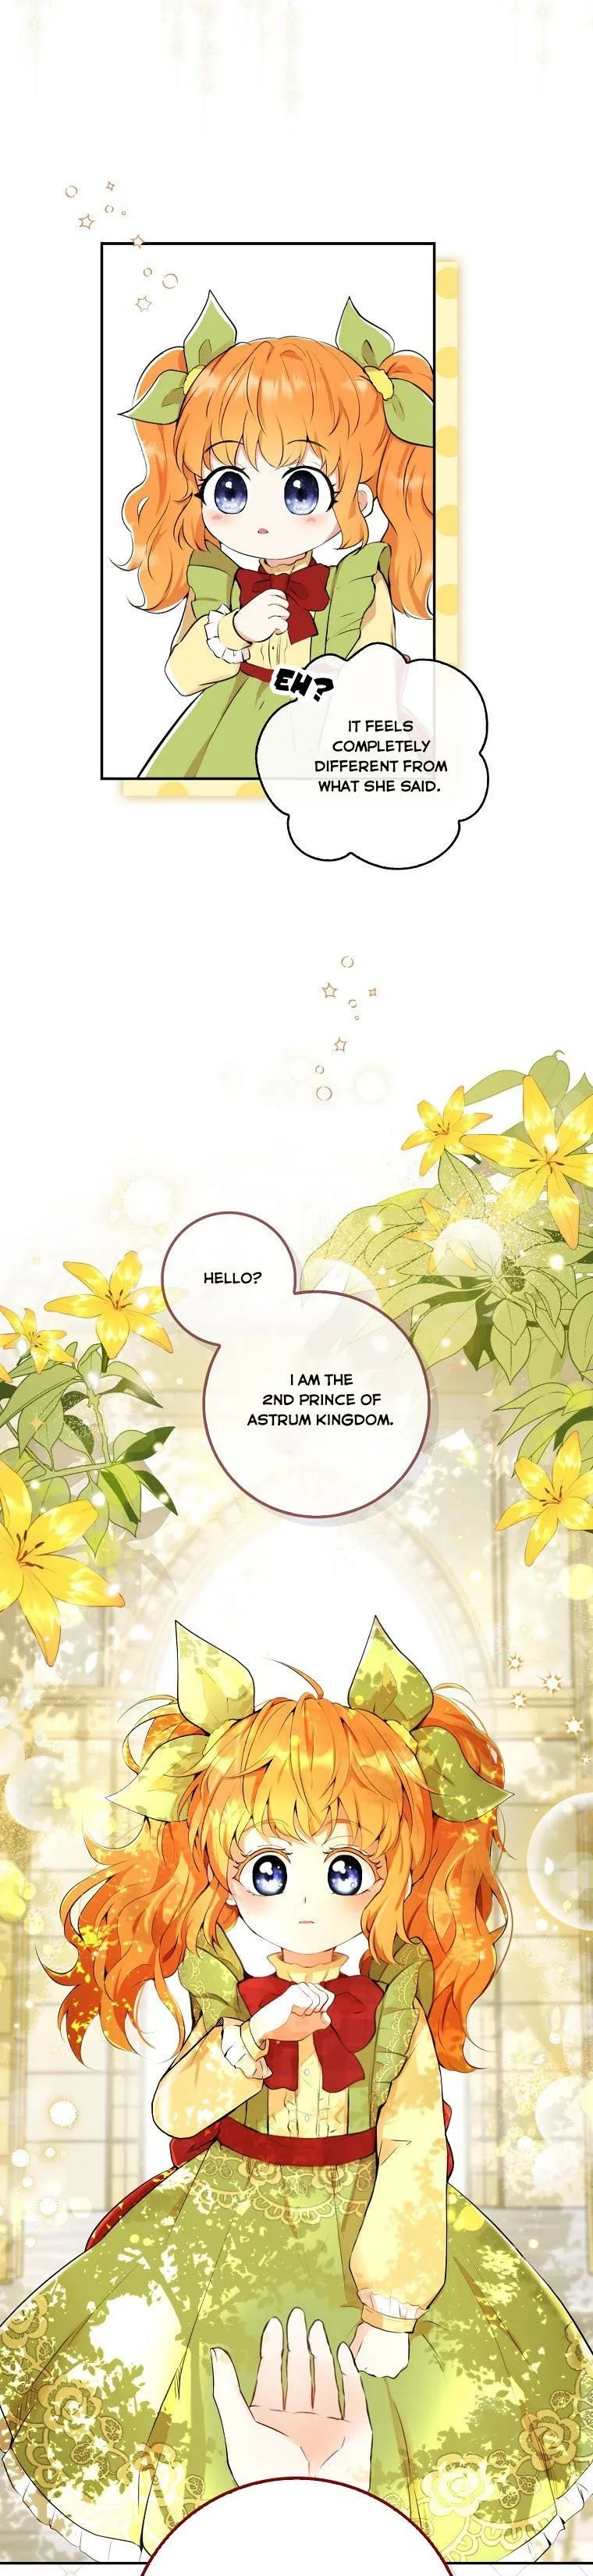 EH?
IT FEELS
COMPLETELY
DIFFERENT FROM
WHAT SHE SAID.
HELLO?
I AM THE
2ND PRINCE OF
ASTRUM KINGDOM.